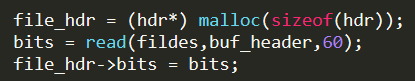 file_hdr = (hdr*) malloc(sizeof(hdr));
bits = read(fildes,buf_header,60);
file_hdr->bits = bits;